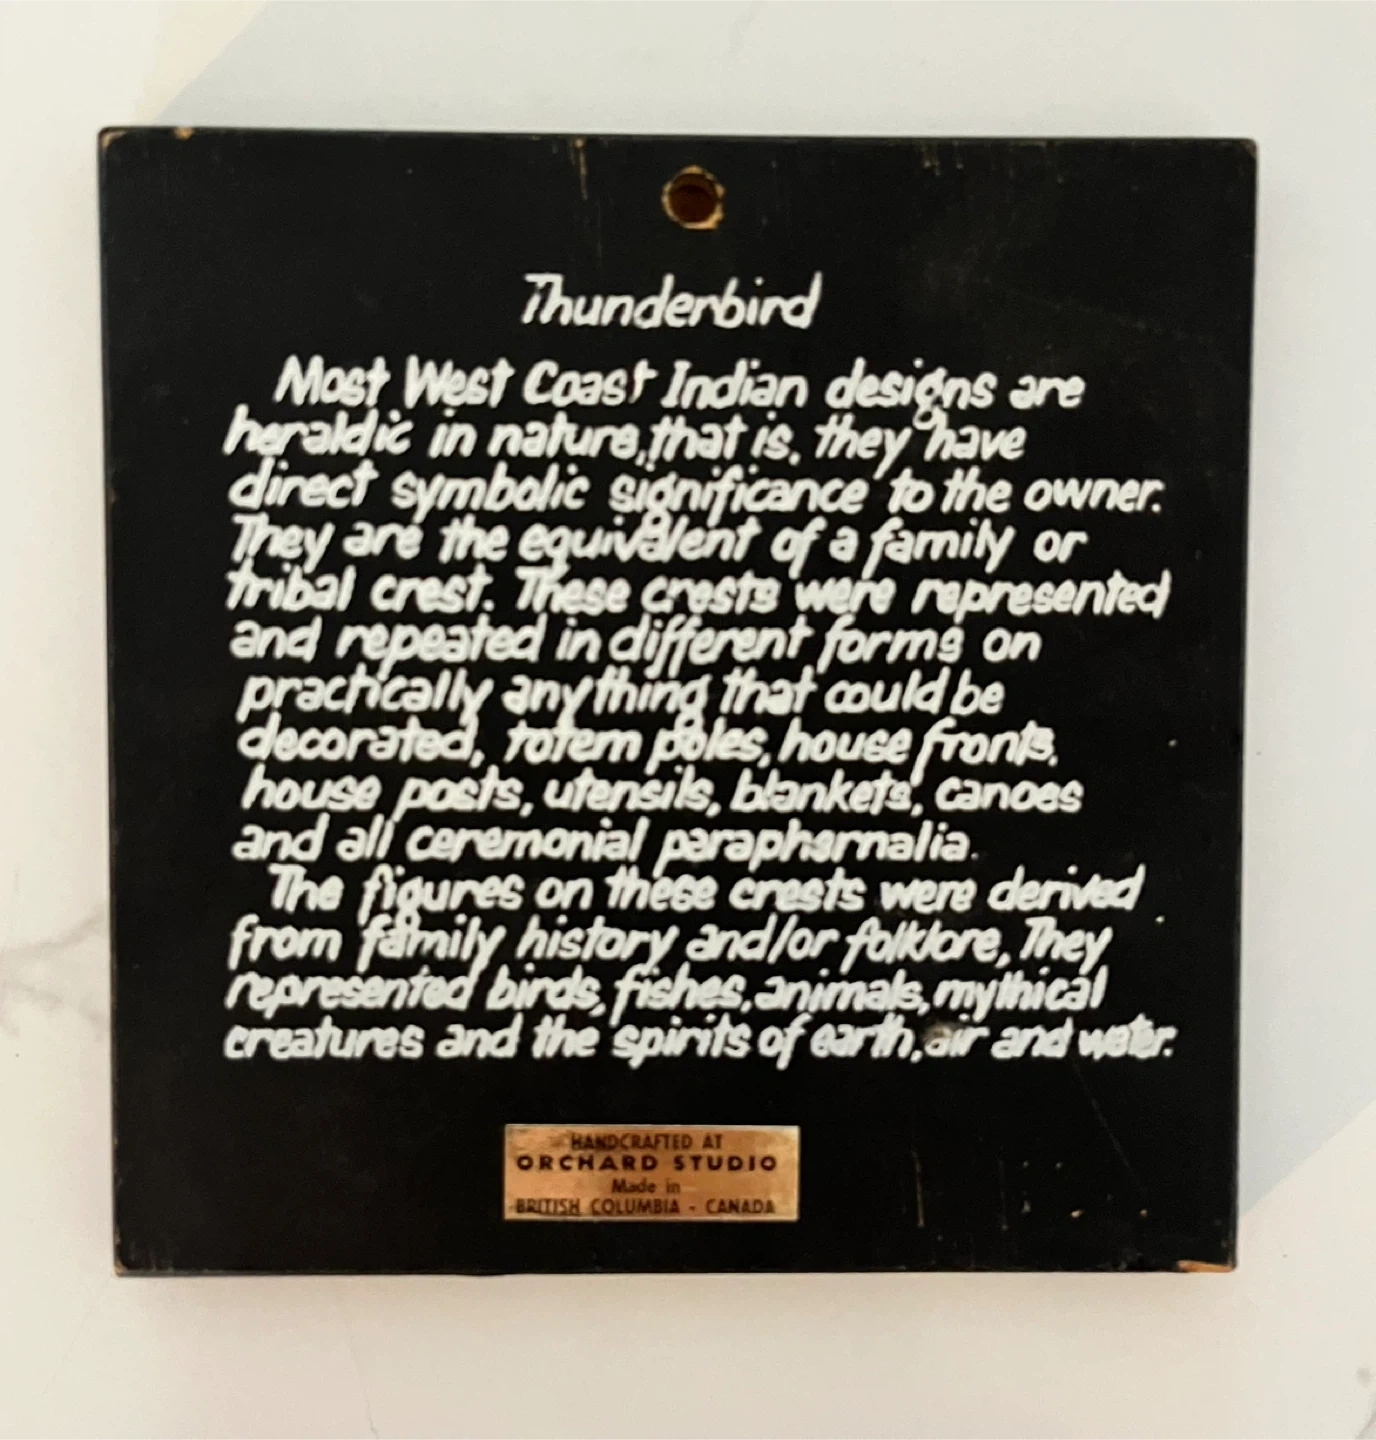 Thunderbird
Most West Coast Indian designs are
heraldic in nature, that is, they have
direct symbolic significance to the owner.
They are the equivalent of a family or
tribal crest. These crests were represented
and repeated in different forms on
practically anything that could be
decorated, totem poles, house fronts,
house posts, utensils, blankets, canoes
and all ceremonial paraphernalia.
The figures on these crests were derived
from family history and/or folklore, They
represented birds, fishes, animals, mythical
creatures and the spirits of earth, air and water.
HANDCRAFTED AT
ORCHARD STUDIO
Made in
BRITISH COLUMBIA - CANADA